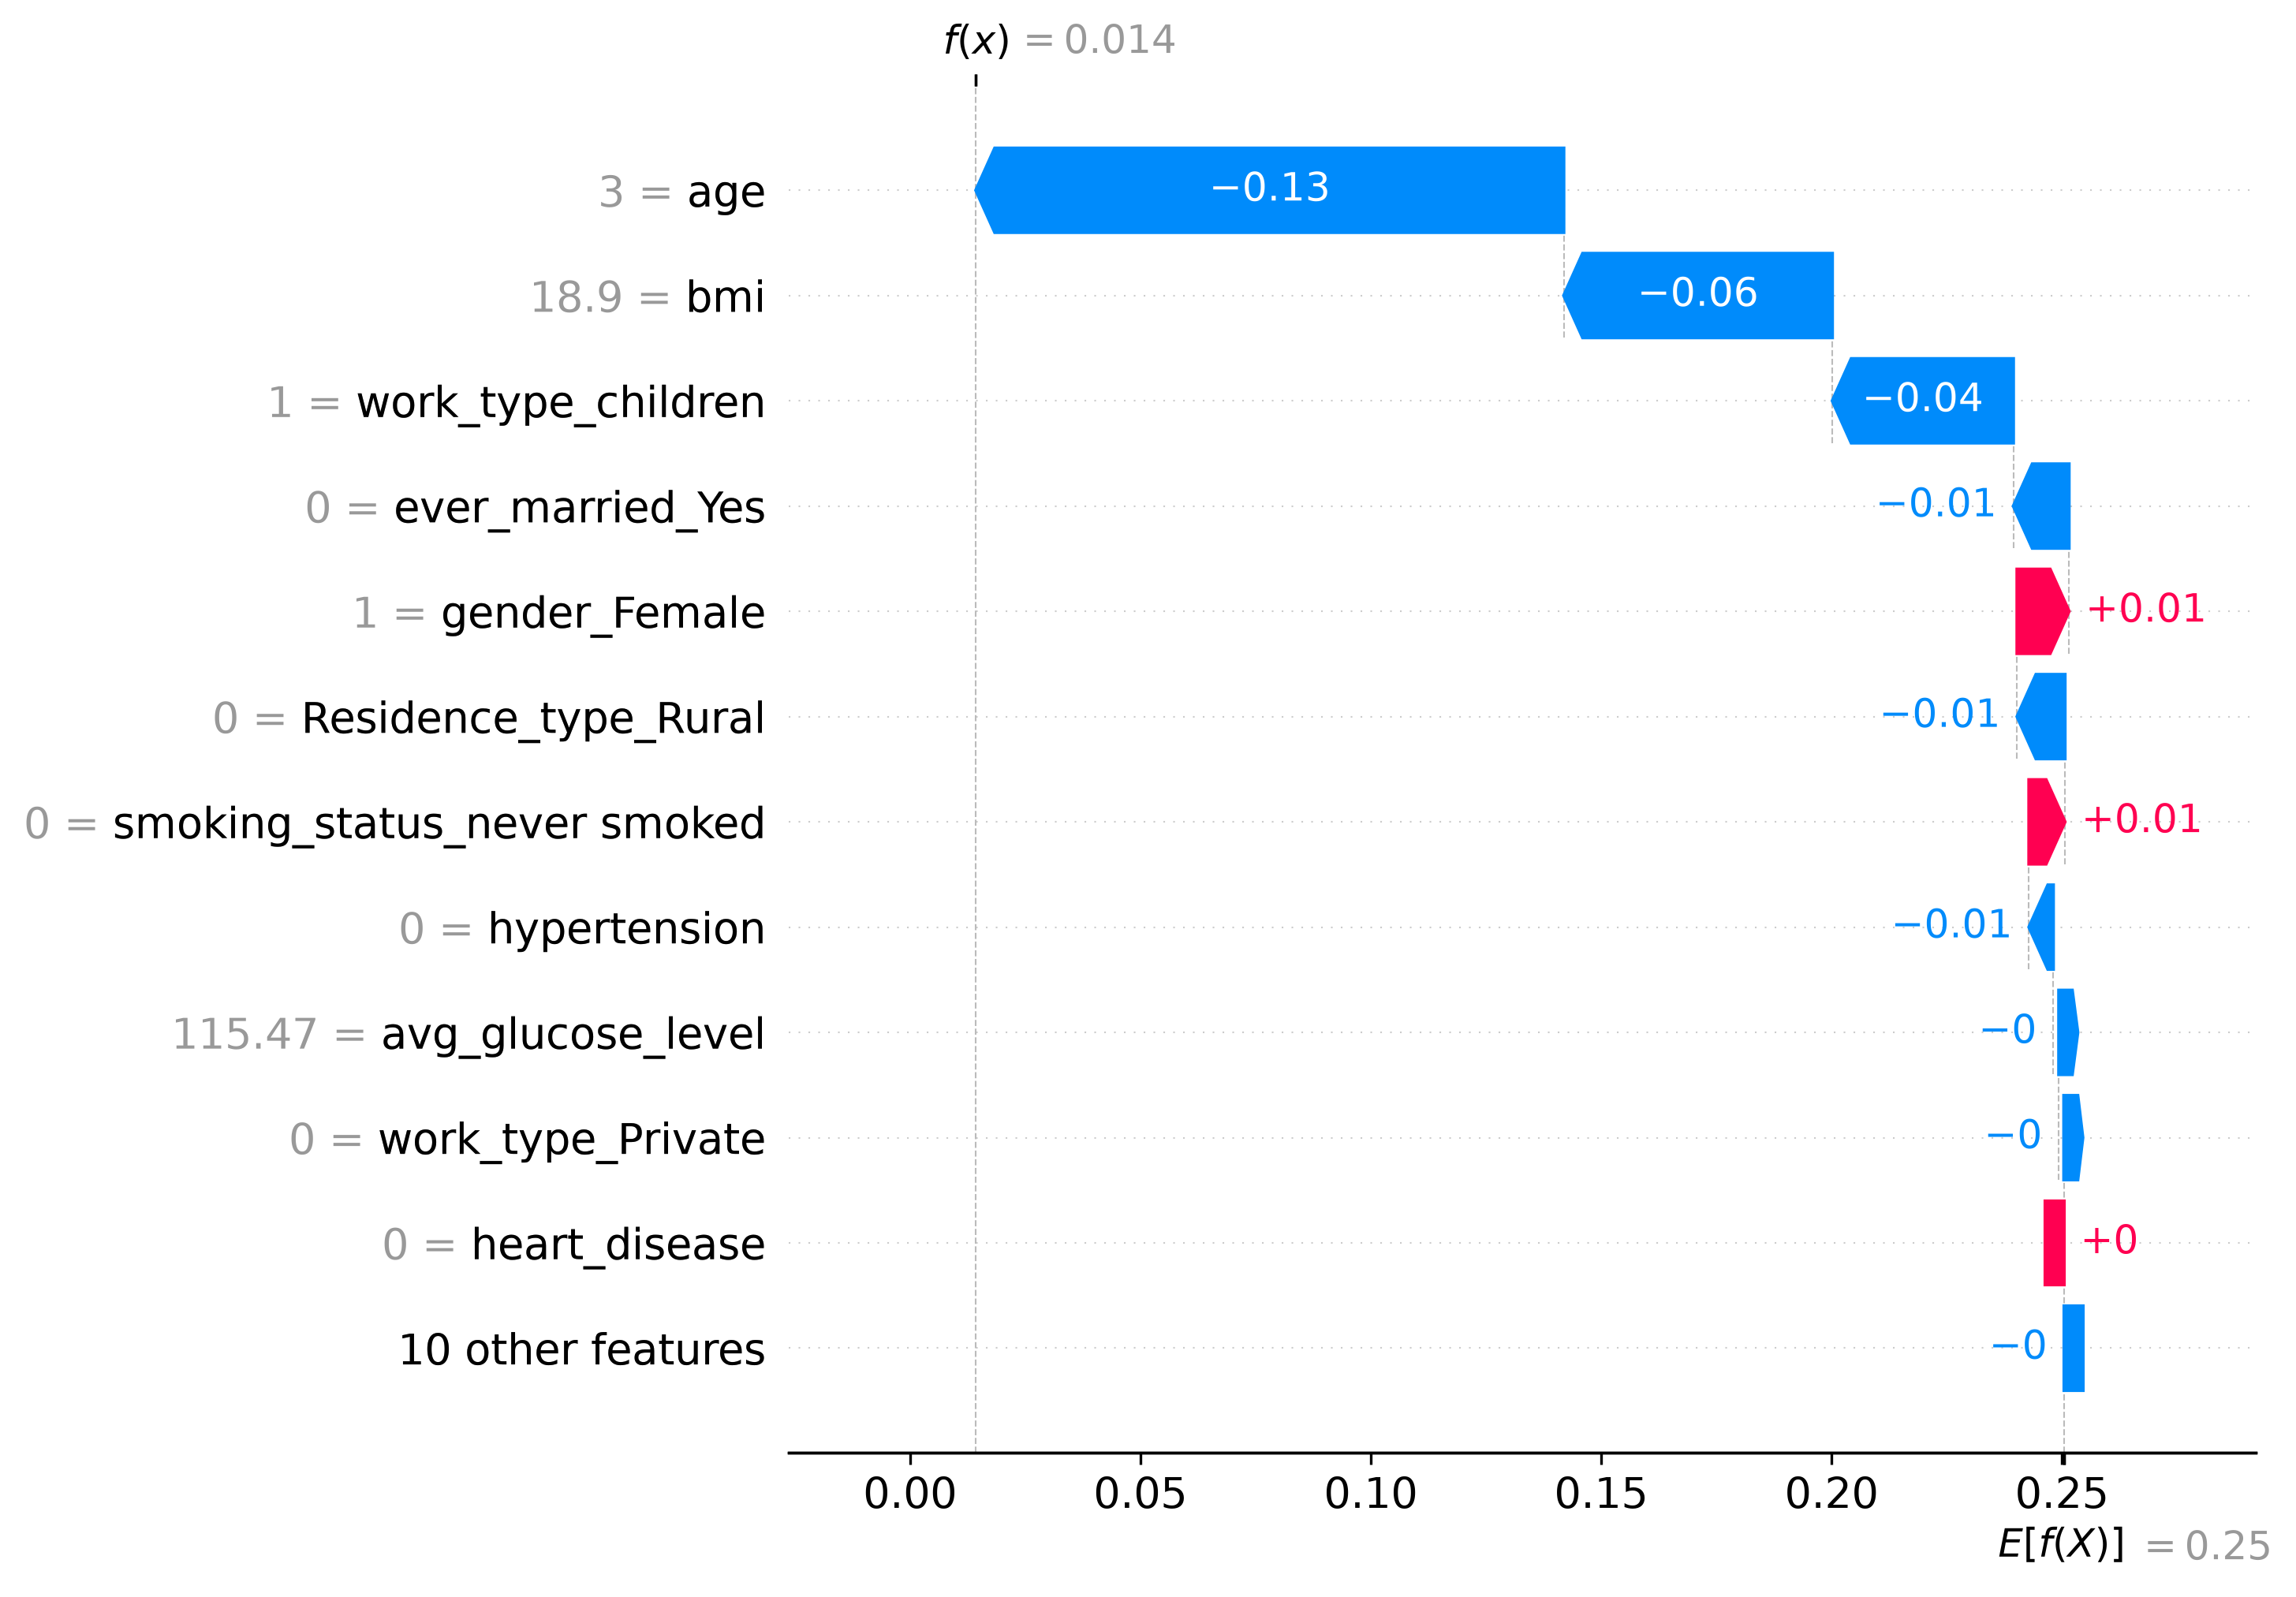 f(x) = 0.014
3 = age −0.13
18.9 = bmi −0.06
1 = work_type_children −0.04
0 = ever_married_Yes −0.01
1 = gender_Female +0.01
0 = Residence_type_Rural −0.01
0 = smoking_status_never smoked +0.01
0 = hypertension −0.01
115.47 = avg_glucose_level −0
0 = work_type_Private −0
0 = heart_disease +0
10 other features −0
0.00 0.05 0.10 0.15 0.20 0.25
E[f(X)] = 0.25